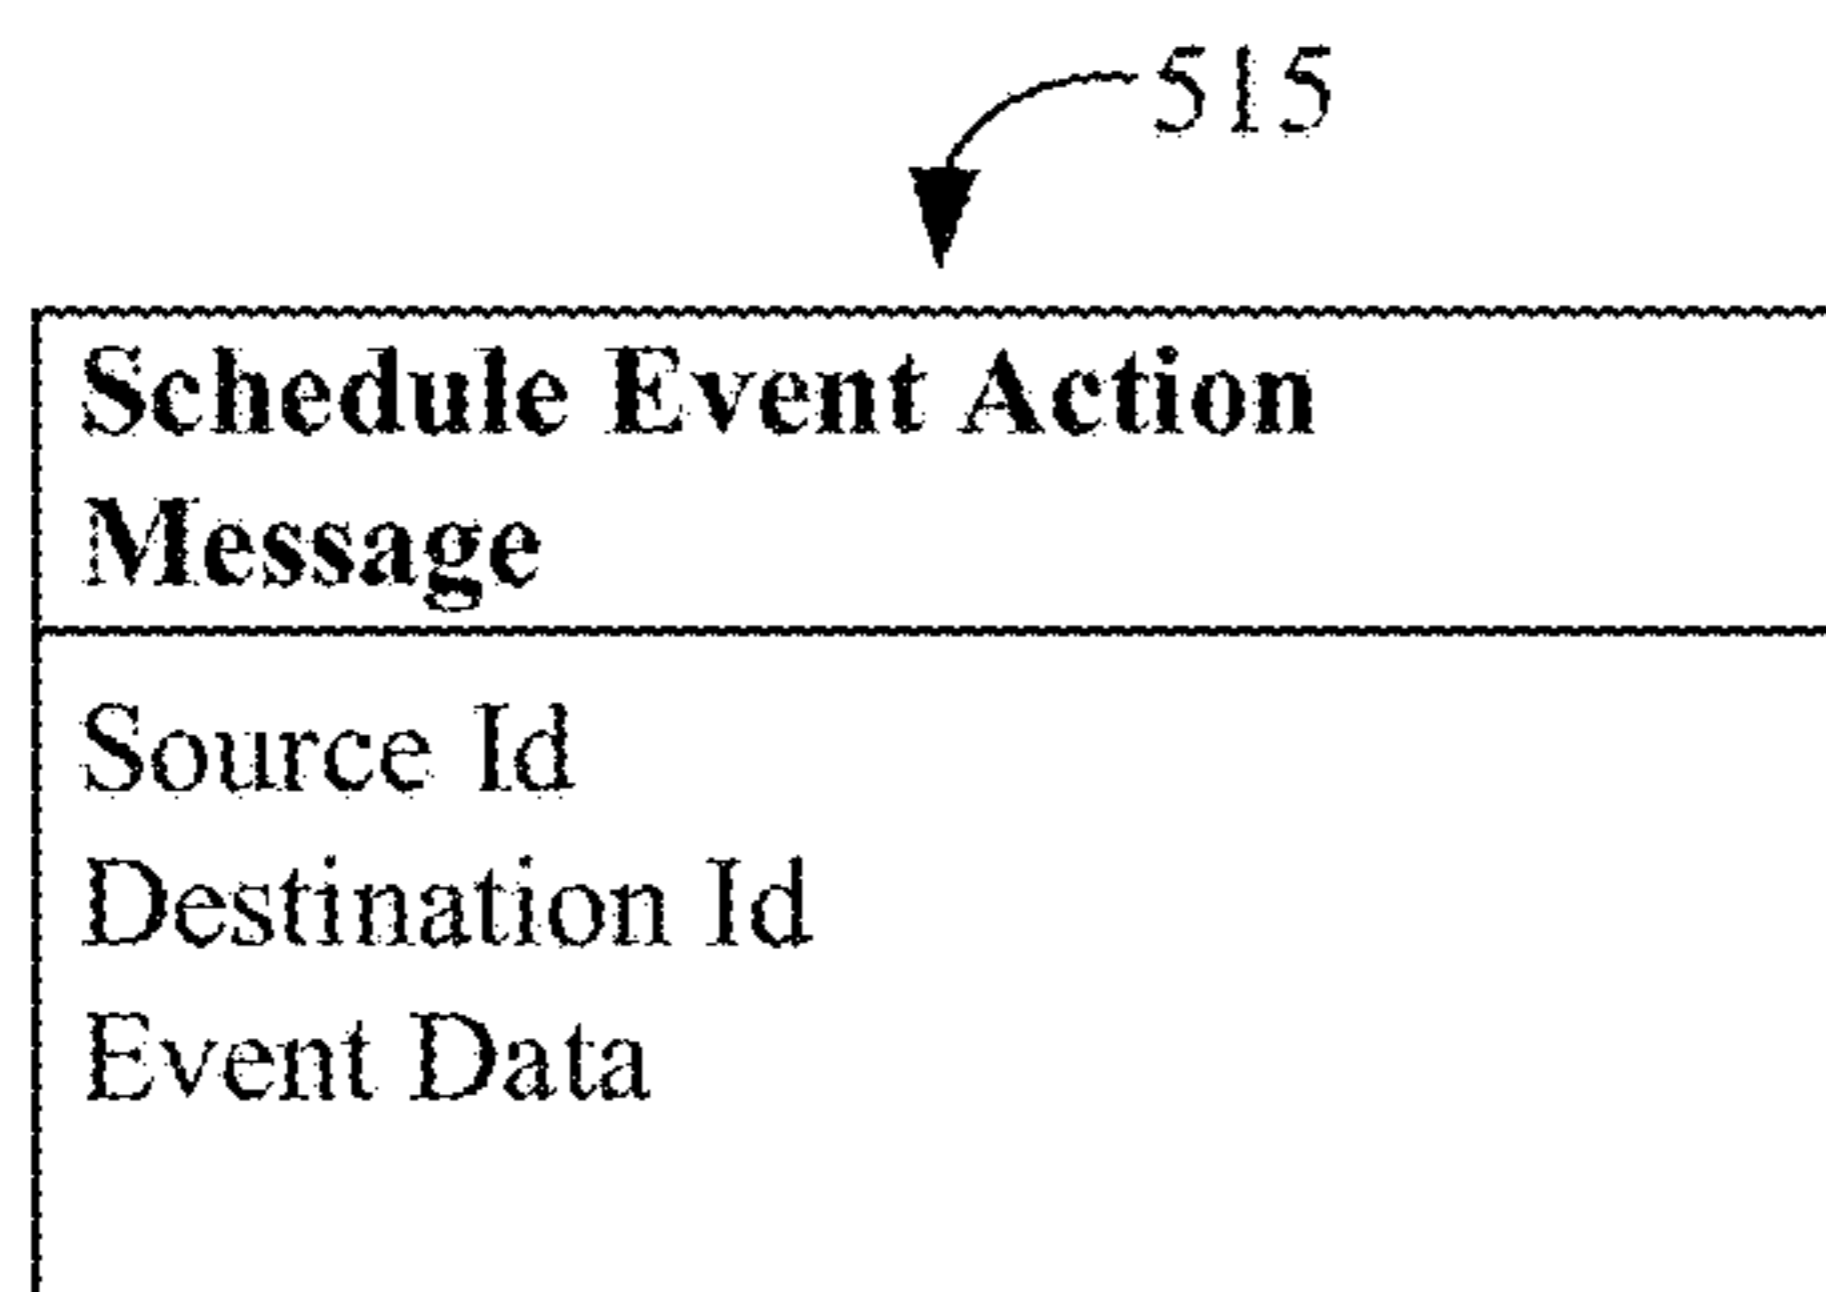 515
Schedule Event Action
Message
Source Id
Destination Id
Event Data